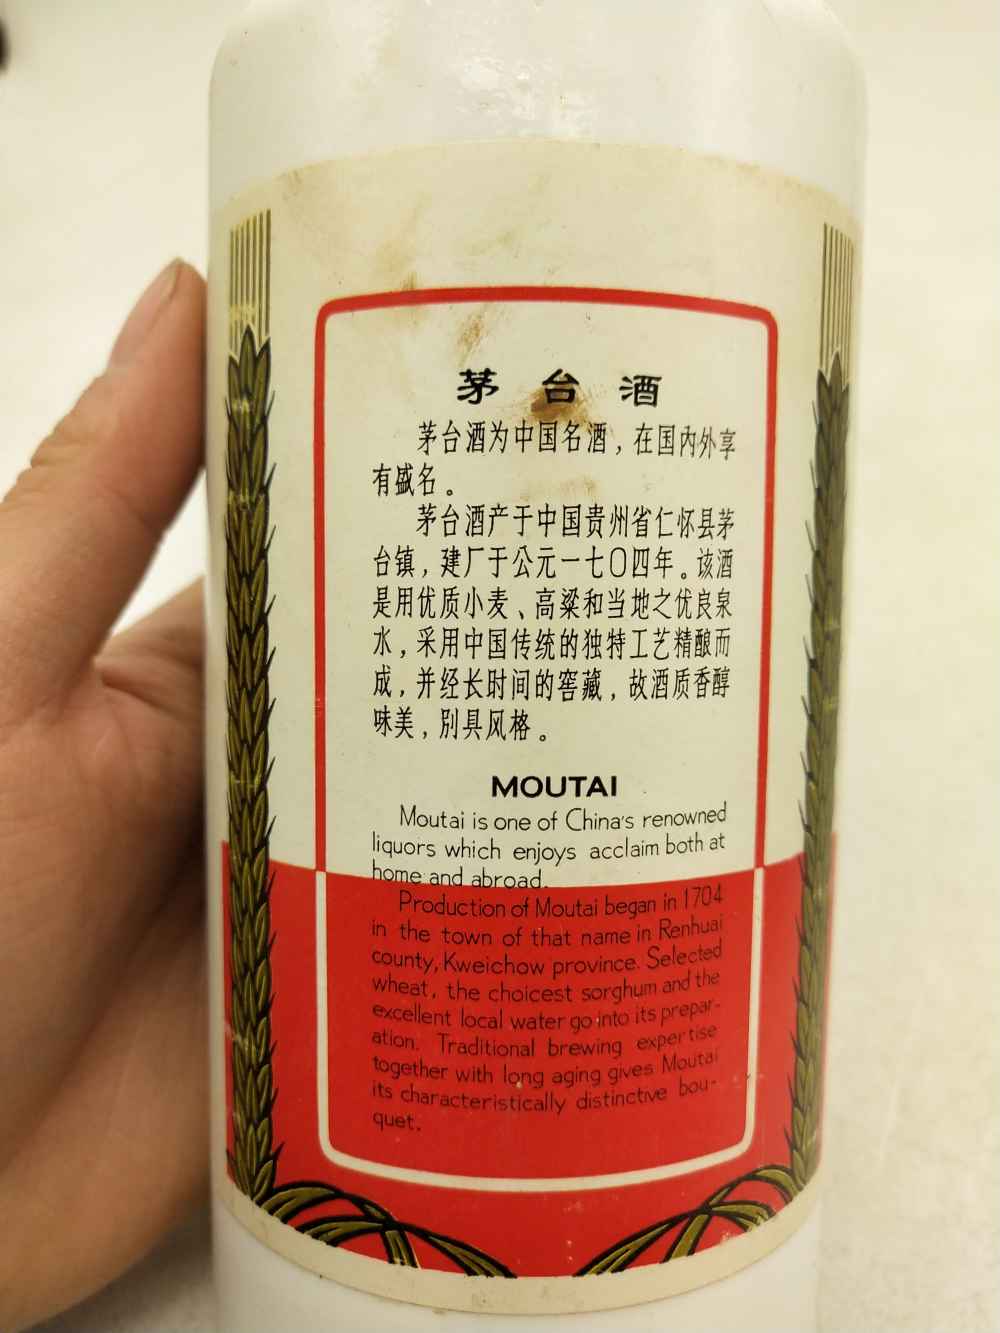 茅台酒
茅台酒为中国名酒，在国内外享
有盛名。
茅台酒产于中国贵州省仁怀县茅
台镇，建厂于公元一七〇四年。该酒
是用优质小麦、高粱和当地之优良泉
水，采用中国传统的独特工艺精酿而
成，并经长时间的窖藏，故酒质香醇
味美，别具风格。
MOUTAI
Moutai is one of China's renowned
liquors which enjoys acclaim both at
home and abroad.
Production of Moutai began in 1704
in the town of that name in Renhuai
county, Kweichow province. Selected
wheat, the choicest sorghum and the
excellent local water go into its prepar-
ation. Traditional brewing expertise
together with long aging gives Moutai
its characteristically distinctive bou-
quet.